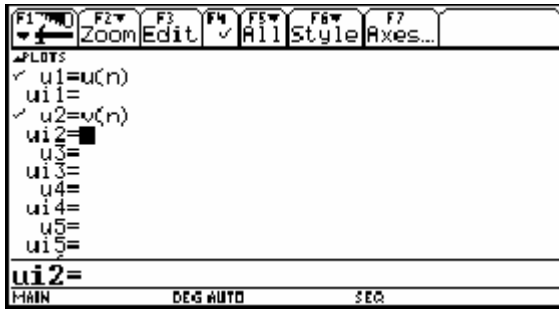 F1 F2 F3 F4 F5 F6 F7
Zoom Edit ✓ All Style Axes...
PLOTS
✓ u1=u(n)
ui1=
✓ u2=v(n)
ui2=
u3=
ui3=
u4=
ui4=
u5=
ui5=
ui2=
MAIN DEG AUTO SEQ